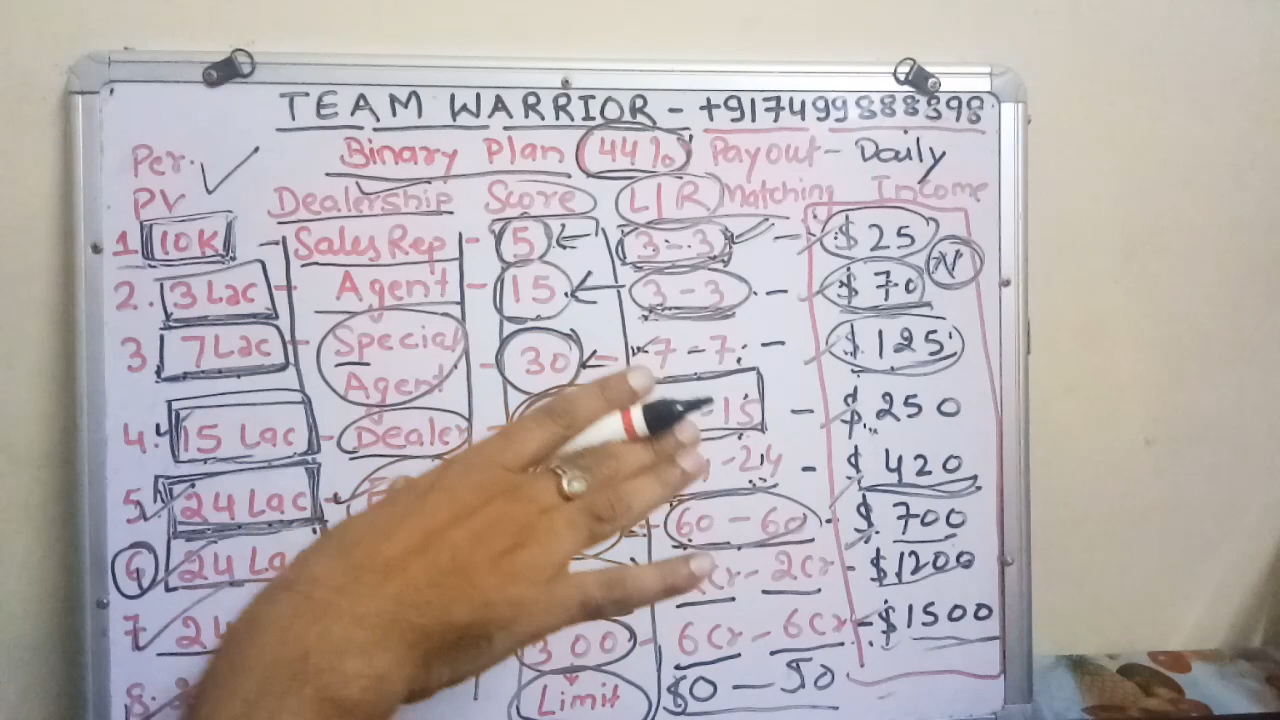 TEAM WARRIOR - +917499888398
Per. Binary Plan 44% Payout - Daily
PV Dealership Score L|R Matching Income
1. 10K - Sales Rep - 5 ← 3-3 - $25 N
2. 3 Lac - Agent - 15 ← 3-3 - $70
3. 7 Lac - Special Agent - 30 ← 7-7 - $125
4. 15 Lac - Dealer -15 - $250
5. 24 Lac - -24 - $420
6 60-60 - $700
24 2Cr - $1200
7 300 - 6Cr - 6Cr - $1500
8. Limit $0 - 50